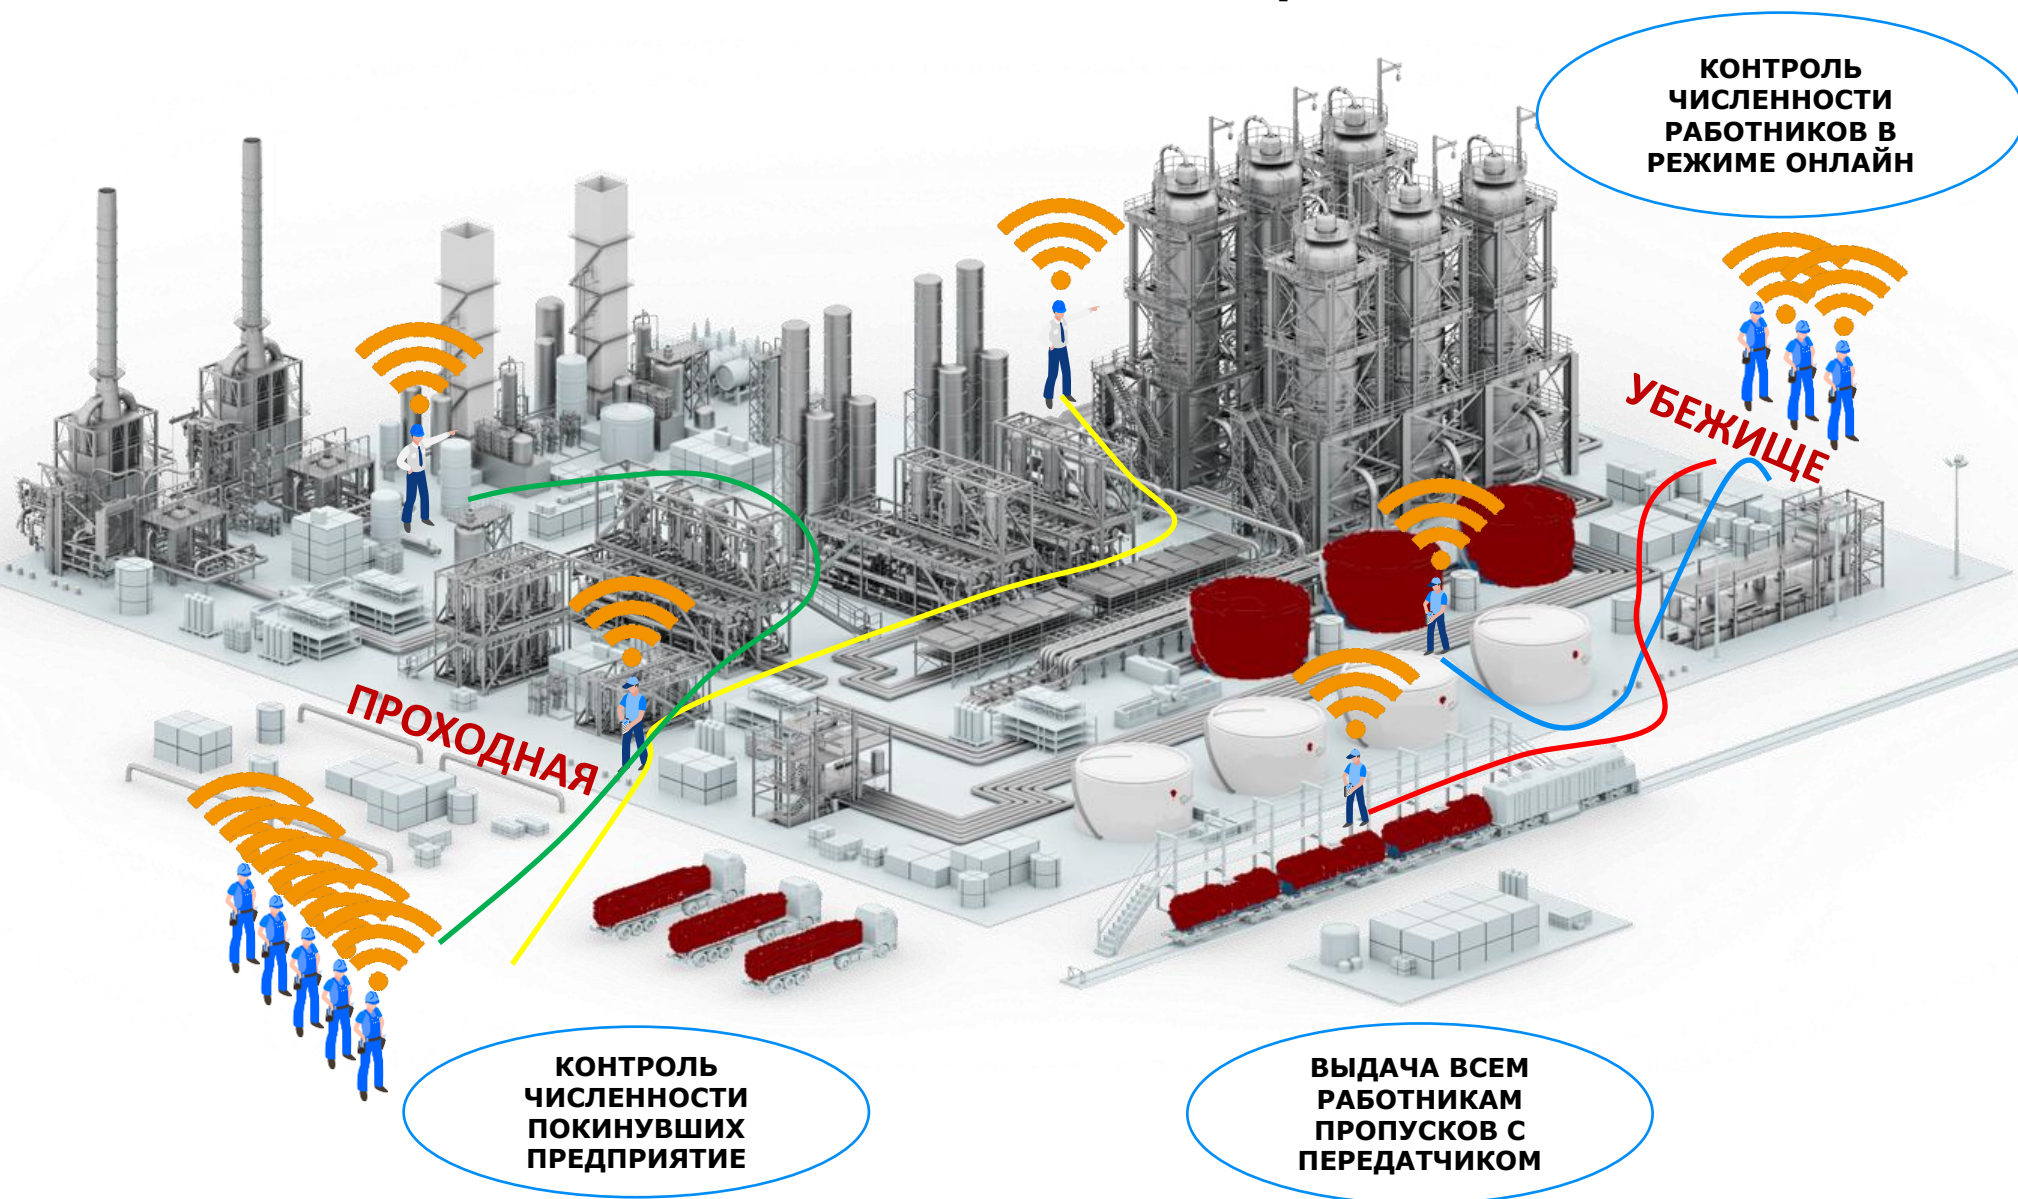 КОНТРОЛЬ
ЧИСЛЕННОСТИ
РАБОТНИКОВ В
РЕЖИМЕ ОНЛАЙН
УБЕЖИЩЕ
ПРОХОДНАЯ
КОНТРОЛЬ
ЧИСЛЕННОСТИ
ПОКИНУВШИХ
ПРЕДПРИЯТИЕ
ВЫДАЧА ВСЕМ
РАБОТНИКАМ
ПРОПУСКОВ С
ПЕРЕДАТЧИКОМ